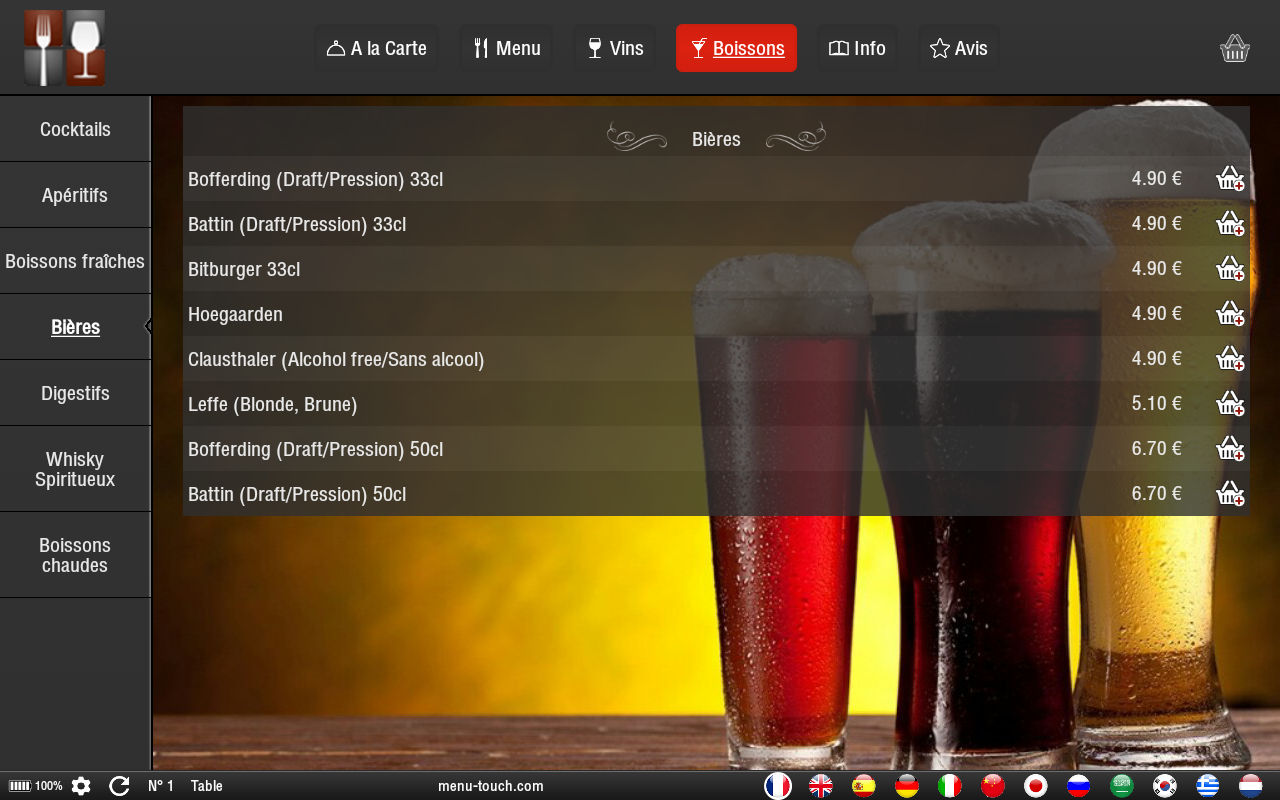 A la Carte
Menu
Vins
Boissons
Info
Avis
Cocktails
Apéritifs
Boissons fraîches
Bières
Digestifs
Whisky
Spiritueux
Boissons
chaudes
Bières
Bofferding (Draft/Pression) 33cl 4.90 €
Battin (Draft/Pression) 33cl 4.90 €
Bitburger 33cl 4.90 €
Hoegaarden 4.90 €
Clausthaler (Alcohol free/Sans alcool) 4.90 €
Leffe (Blonde, Brune) 5.10 €
Bofferding (Draft/Pression) 50cl 6.70 €
Battin (Draft/Pression) 50cl 6.70 €
100% N° 1 Table menu-touch.com